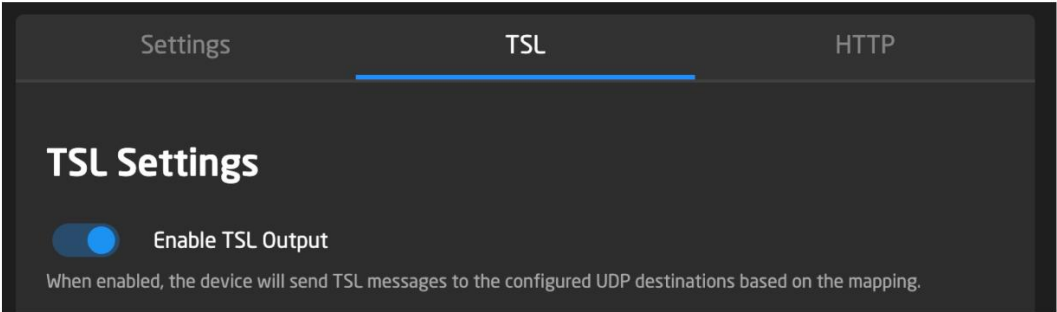 Settings TSL HTTP
TSL Settings
Enable TSL Output
When enabled, the device will send TSL messages to the configured UDP destinations based on the mapping.